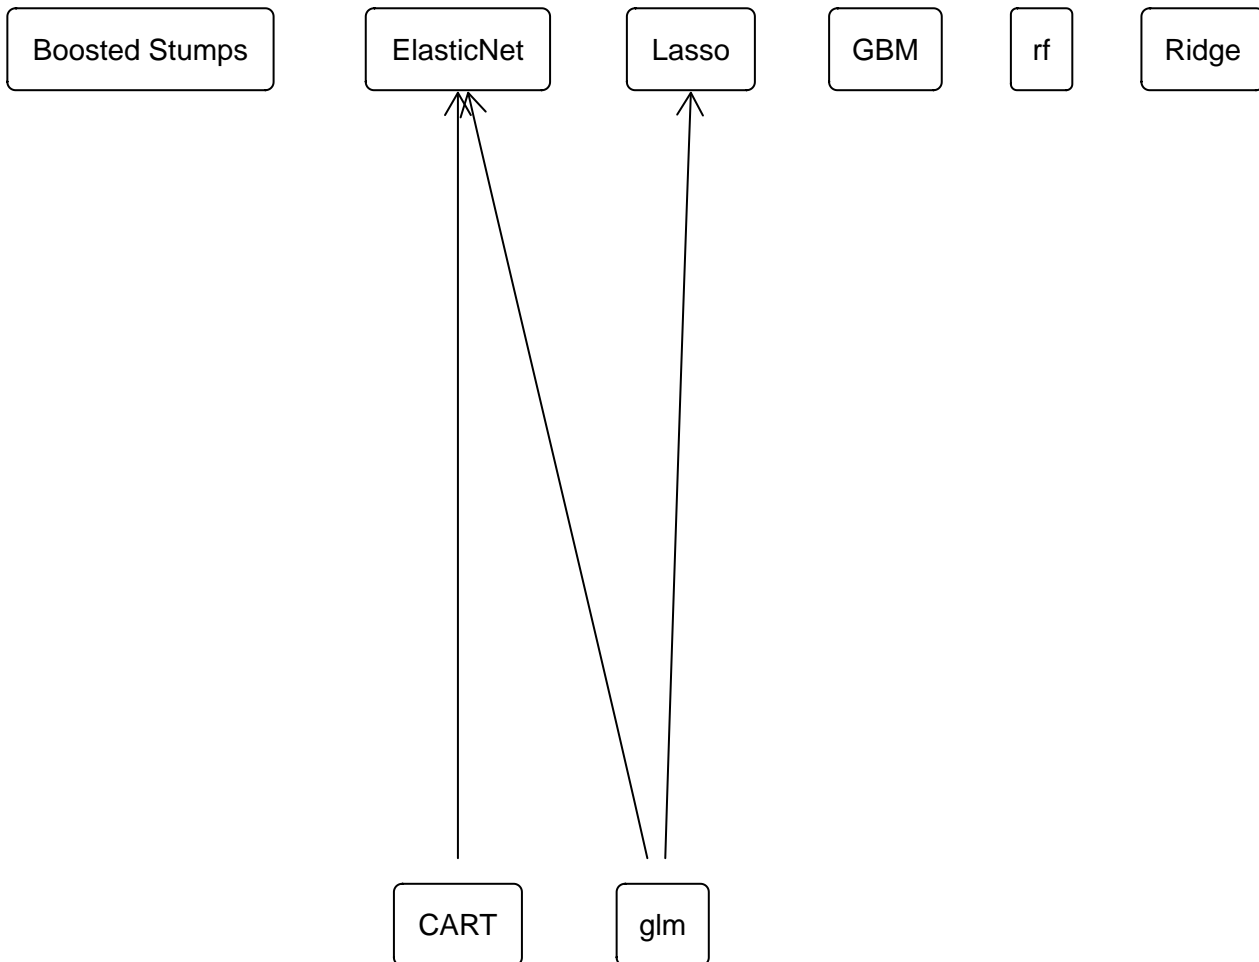 Boosted Stumps
ElasticNet
Lasso
GBM
rf
Ridge
CART
glm